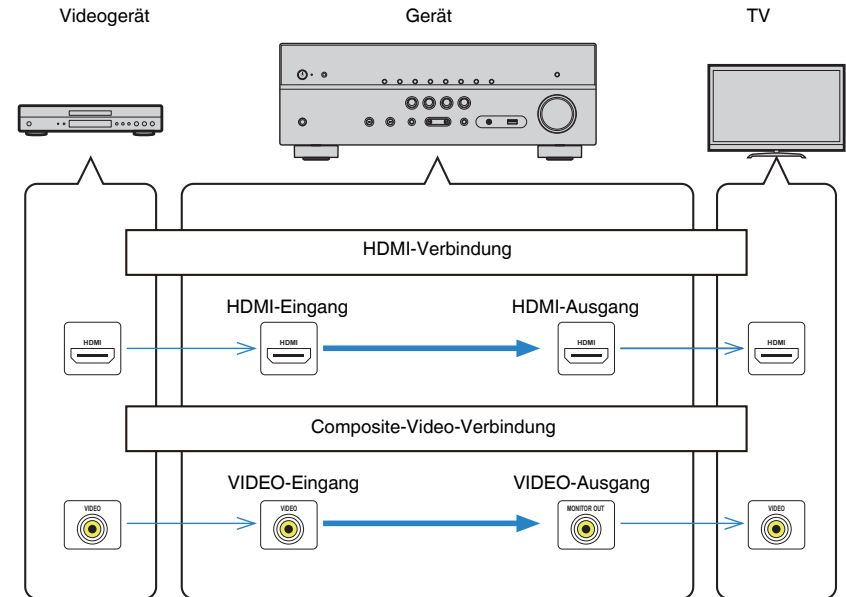 Videogerät
Gerät
TV
HDMI-Verbindung
HDMI-Eingang
HDMI-Ausgang
HDMI
HDMI
HDMI
HDMI
Composite-Video-Verbindung
VIDEO-Eingang
VIDEO-Ausgang
VIDEO
VIDEO
MONITOR OUT
VIDEO